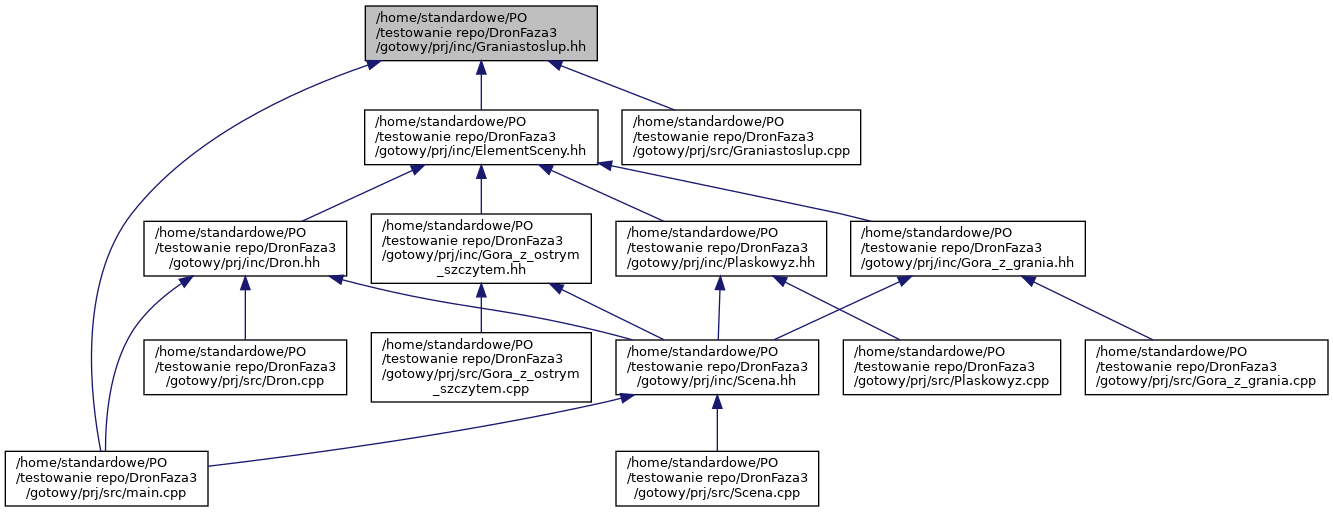 /home/standardowe/PO
/testowanie repo/DronFaza3
/gotowy/prj/inc/Graniastoslup.hh
/home/standardowe/PO
/testowanie repo/DronFaza3
/gotowy/prj/inc/ElementSceny.hh
/home/standardowe/PO
/testowanie repo/DronFaza3
/gotowy/prj/src/Graniastoslup.cpp
/home/standardowe/PO
/testowanie repo/DronFaza3
/gotowy/prj/inc/Dron.hh
/home/standardowe/PO
/testowanie repo/DronFaza3
/gotowy/prj/inc/Gora_z_ostrym
_szczytem.hh
/home/standardowe/PO
/testowanie repo/DronFaza3
/gotowy/prj/inc/Plaskowyz.hh
/home/standardowe/PO
/testowanie repo/DronFaza3
/gotowy/prj/inc/Gora_z_grania.hh
/home/standardowe/PO
/testowanie repo/DronFaza3
/gotowy/prj/src/Dron.cpp
/home/standardowe/PO
/testowanie repo/DronFaza3
/gotowy/prj/src/Gora_z_ostrym
_szczytem.cpp
/home/standardowe/PO
/testowanie repo/DronFaza3
/gotowy/prj/inc/Scena.hh
/home/standardowe/PO
/testowanie repo/DronFaza3
/gotowy/prj/src/Plaskowyz.cpp
/home/standardowe/PO
/testowanie repo/DronFaza3
/gotowy/prj/src/Gora_z_grania.cpp
/home/standardowe/PO
/testowanie repo/DronFaza3
/gotowy/prj/src/main.cpp
/home/standardowe/PO
/testowanie repo/DronFaza3
/gotowy/prj/src/Scena.cpp